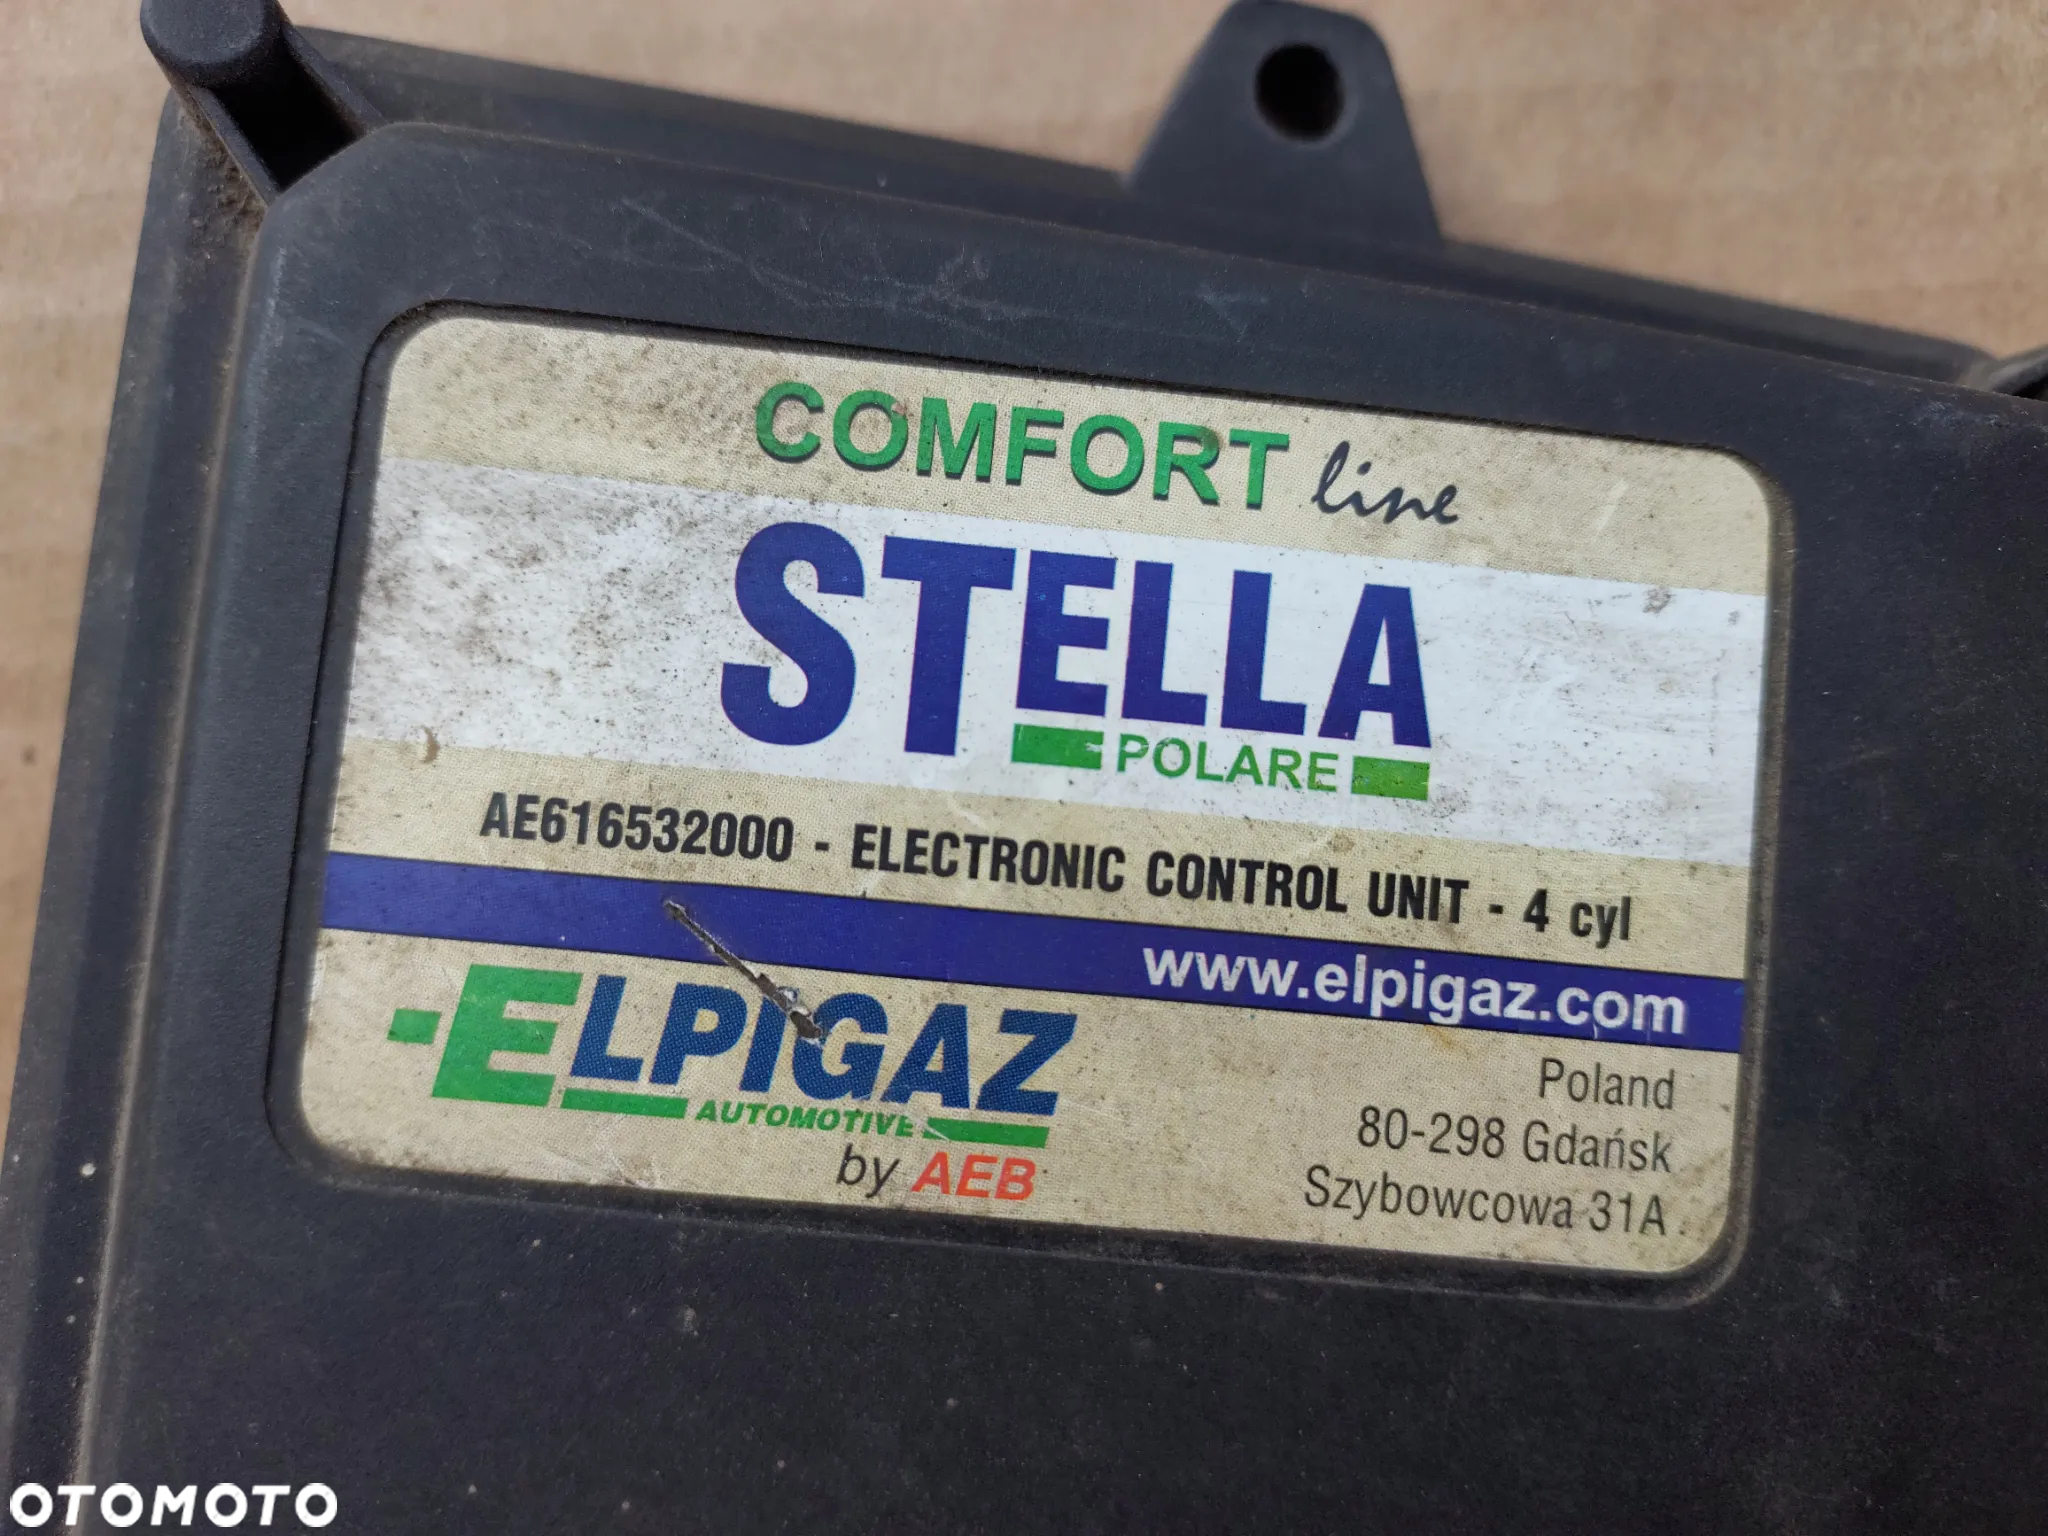 COMFORT line
STELLA
POLARE
AE616532000 - ELECTRONIC CONTROL UNIT - 4 cyl
www.elpigaz.com
-ELPIGAZ
AUTOMOTIVE
by AEB
Poland
80-298 Gdańsk
Szybowcowa 31A
OTOMOTO